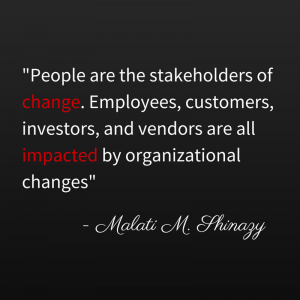 "People are the stakeholders of
change. Employees, customers,
investors, and vendors are all
impacted by organizational
changes"
- Malati M. Shinazy